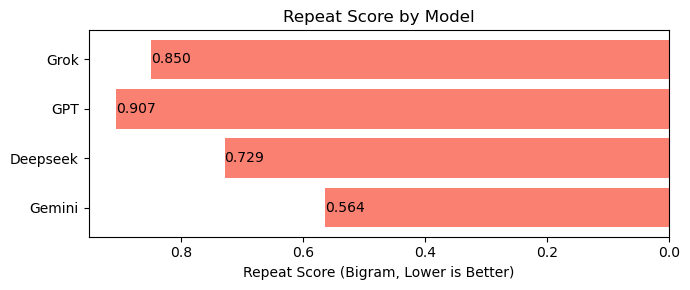 Repeat Score by Model
Grok
0.850
GPT
0.907
Deepseek
0.729
Gemini
0.564
0.8 0.6 0.4 0.2 0.0
Repeat Score (Bigram, Lower is Better)